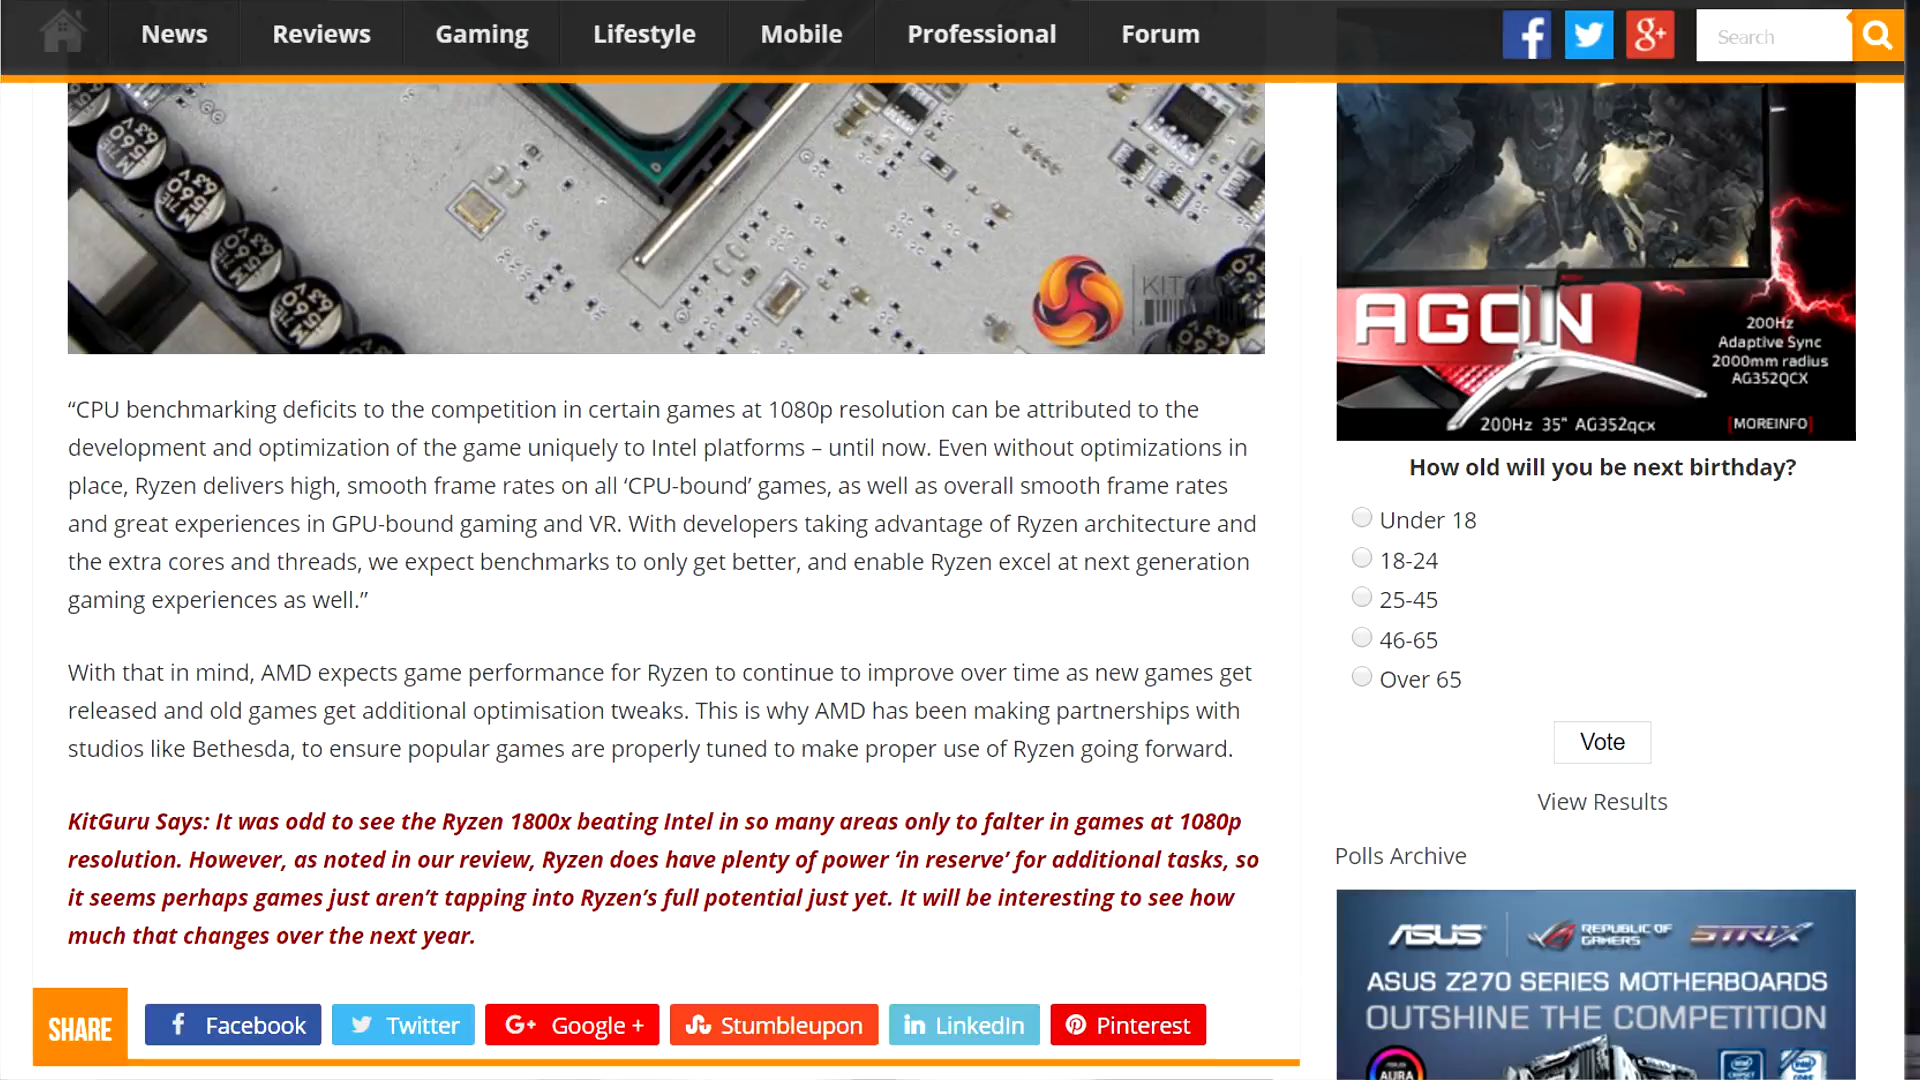 News Reviews Gaming Lifestyle Mobile Professional Forum
Search
“CPU benchmarking deficits to the competition in certain games at 1080p resolution can be attributed to the
development and optimization of the game uniquely to Intel platforms – until now. Even without optimizations in
place, Ryzen delivers high, smooth frame rates on all ‘CPU-bound’ games, as well as overall smooth frame rates
and great experiences in GPU-bound gaming and VR. With developers taking advantage of Ryzen architecture and
the extra cores and threads, we expect benchmarks to only get better, and enable Ryzen excel at next generation
gaming experiences as well.”
With that in mind, AMD expects game performance for Ryzen to continue to improve over time as new games get
released and old games get additional optimisation tweaks. This is why AMD has been making partnerships with
studios like Bethesda, to ensure popular games are properly tuned to make proper use of Ryzen going forward.
KitGuru Says: It was odd to see the Ryzen 1800x beating Intel in so many areas only to falter in games at 1080p
resolution. However, as noted in our review, Ryzen does have plenty of power ‘in reserve’ for additional tasks, so
it seems perhaps games just aren’t tapping into Ryzen’s full potential just yet. It will be interesting to see how
much that changes over the next year.
SHARE
Facebook
Twitter
Google +
Stumbleupon
LinkedIn
Pinterest
AGON
200Hz
Adaptive Sync
2000mm radius
AG352QCX
200Hz 35" AG352qcx
[MOREINFO]
How old will you be next birthday?
Under 18
18-24
25-45
46-65
Over 65
Vote
View Results
Polls Archive
ASUS
REPUBLIC OF
GAMERS
STRIX
ASUS Z270 SERIES MOTHERBOARDS
OUTSHINE THE COMPETITION
AURA